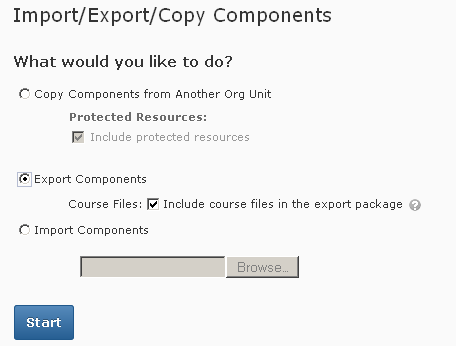 Import/Export/Copy Components
What would you like to do?
Copy Components from Another Org Unit
Protected Resources:
Include protected resources
Export Components
Course Files: Include course files in the export package ?
Import Components
Browse...
Start